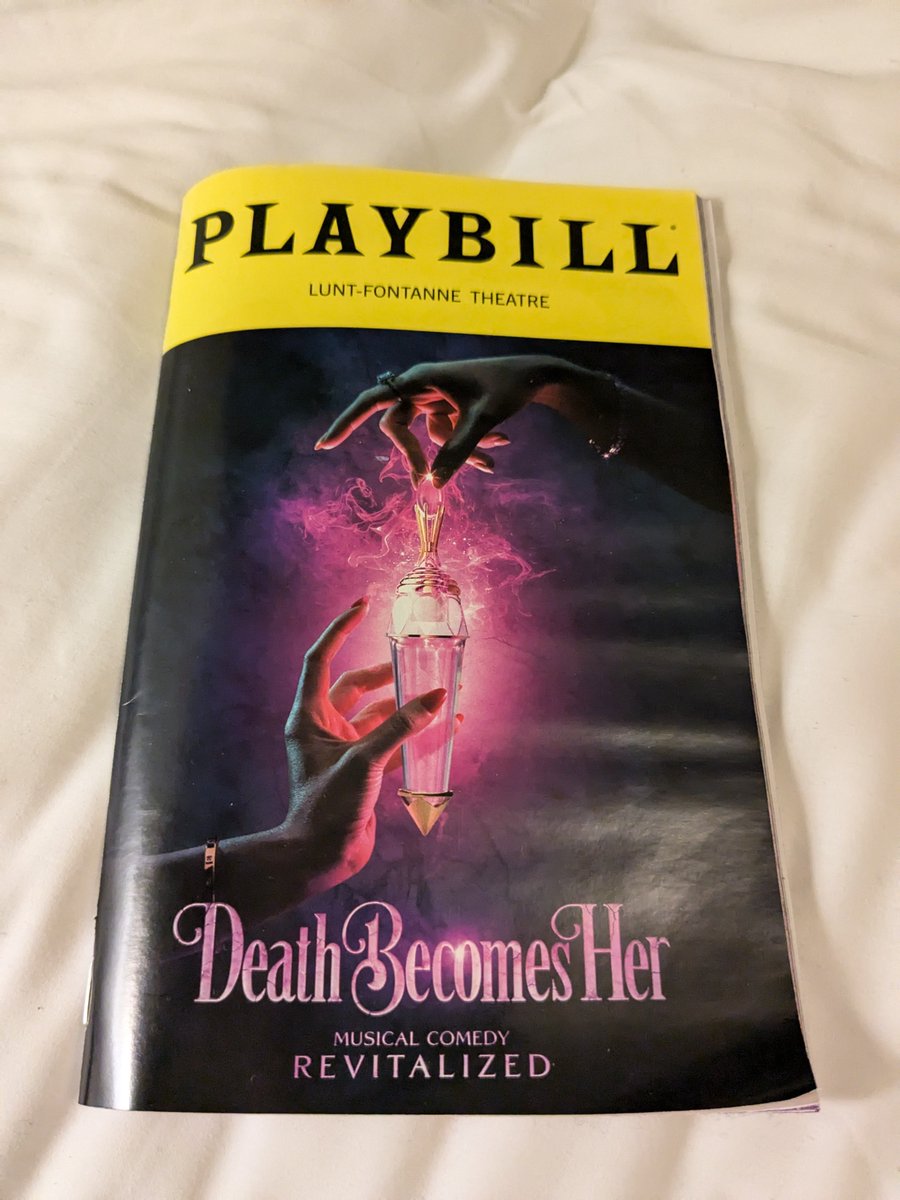 PLAYBILL
LUNT-FONTANNE THEATRE
Death Becomes Her
MUSICAL COMEDY
REVITALIZED